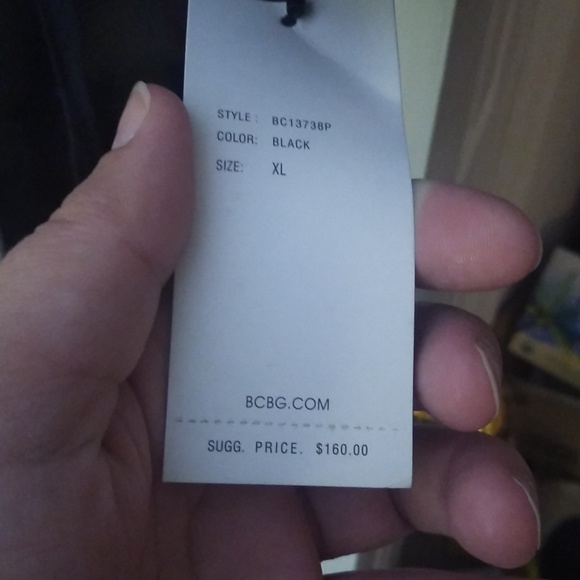 STYLE: BC13738P
COLOR: BLACK
SIZE: XL
BCBG.COM
SUGG. PRICE. $160.00